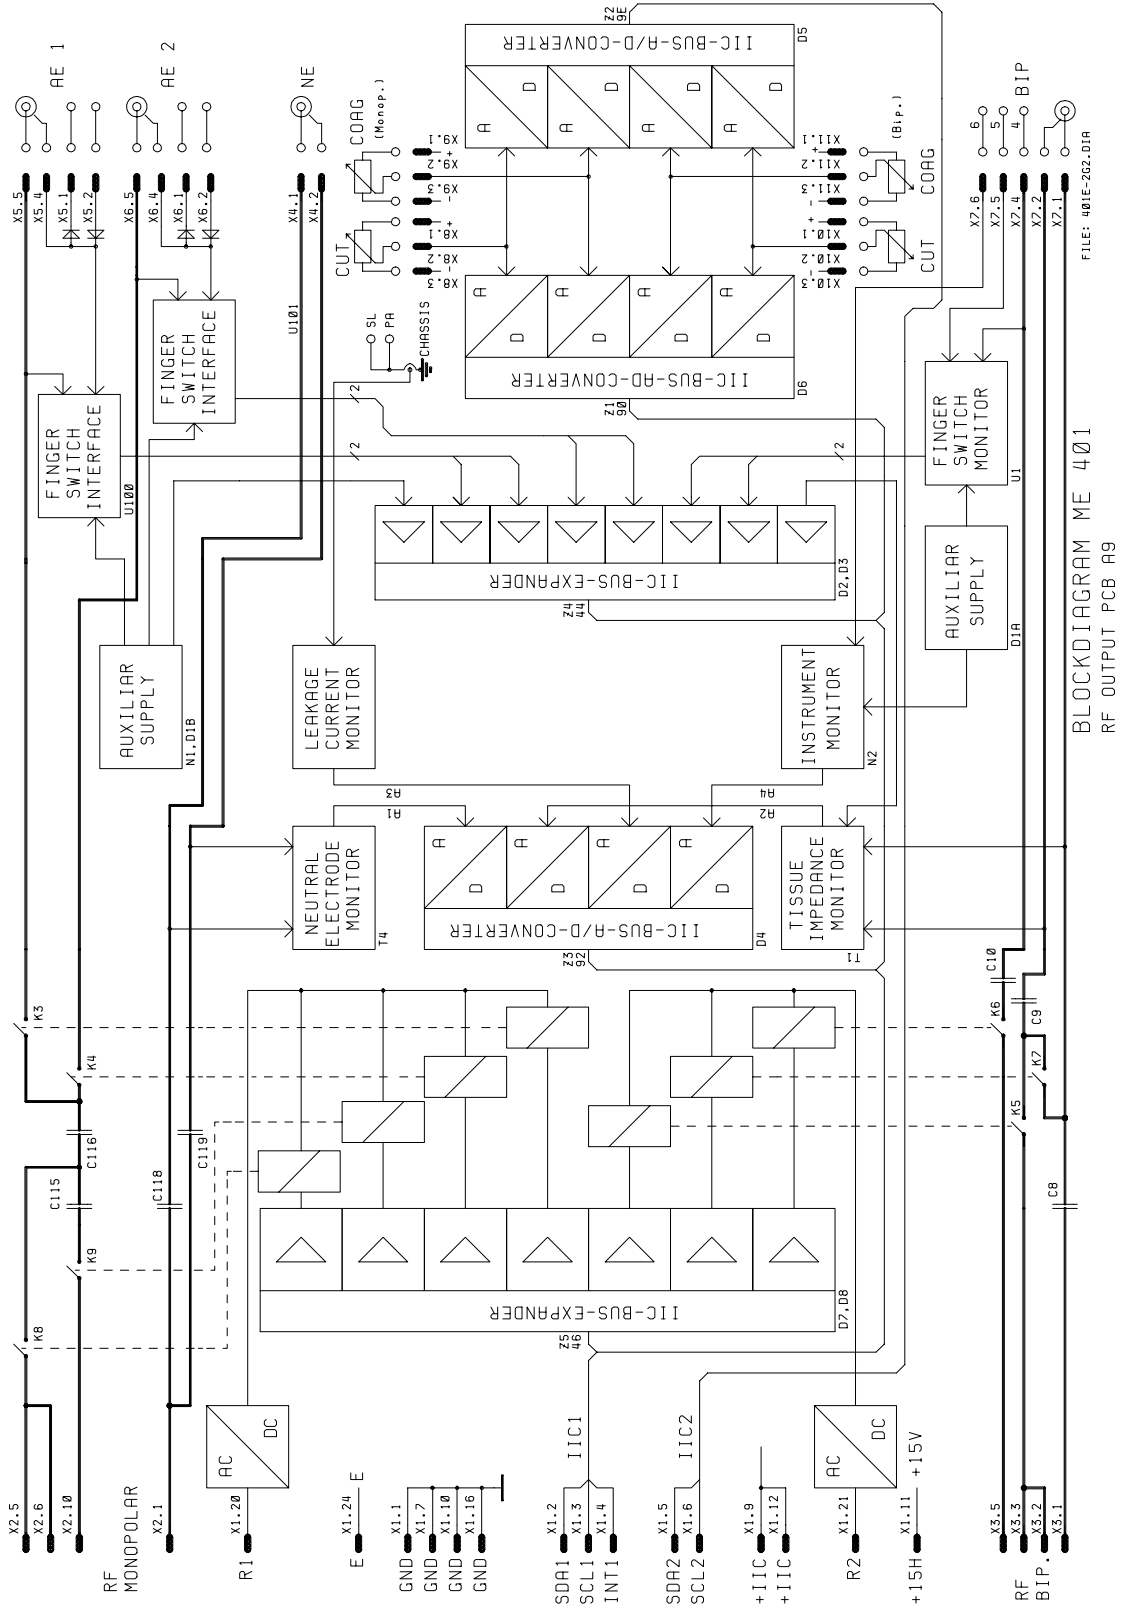 X2.5
X2.6
X2.10
RF
MONOPOLAR
X2.1
X1.20
R1
X1.24
E
E
X1.1
GND
X1.7
GND
X1.10
GND
X1.16
GND
X1.2
SDA1
X1.3
SCL1
X1.4
INT1
IIC1
X1.5
SDA2
X1.6
SCL2
IIC2
X1.9
+IIC
X1.12
+IIC
X1.21
R2
X1.11
+15H
+15V
X3.5
X3.3
X3.2
X3.1
RF
BIP.
AC
DC
AC
DC
K8
K9
C115
C116
C118
C119
K4
K3
Z5
46
IIC-BUS-EXPANDER
D7,D8
C8
K5
K7
K6
C9
C10
NEUTRAL
ELECTRODE
MONITOR
T4
A1
A3
Z3
92
IIC-BUS-A/D-CONVERTER
D4
A
D
A
D
A
D
A
D
A2
A4
TISSUE
IMPEDANCE
MONITOR
T1
AUXILIAR
SUPPLY
N1,D1B
LEAKAGE
CURRENT
MONITOR
INSTRUMENT
MONITOR
N2
AUXILIAR
SUPPLY
D1A
Z4
44
IIC-BUS-EXPANDER
D2,D3
FINGER
SWITCH
INTERFACE
U100
FINGER
SWITCH
INTERFACE
U101
2
2
2
FINGER
SWITCH
MONITOR
U1
Z1
90
IIC-BUS-AD-CONVERTER
D6
A
D
A
D
A
D
A
D
SL
PA
CHASSIS
Z2
9E
IIC-BUS-A/D-CONVERTER
D5
A
D
A
D
A
D
A
D
X5.5
X5.4
X5.1
X5.2
AE 1
X6.5
X6.4
X6.1
X6.2
AE 2
X4.1
X4.2
NE
COAG
(Monop.)
X9.1
+
X9.2
X9.3
-
CUT
X8.1
+
X8.2
X8.3
-
COAG
(Bip.)
X11.1
+
X11.2
X11.3
-
CUT
X10.1
+
X10.2
X10.3
-
X7.6
X7.5
X7.4
X7.2
X7.1
6
5
4
BIP
FILE: 401E-2G2.DIA
BLOCKDIAGRAM ME 401
RF OUTPUT PCB A9